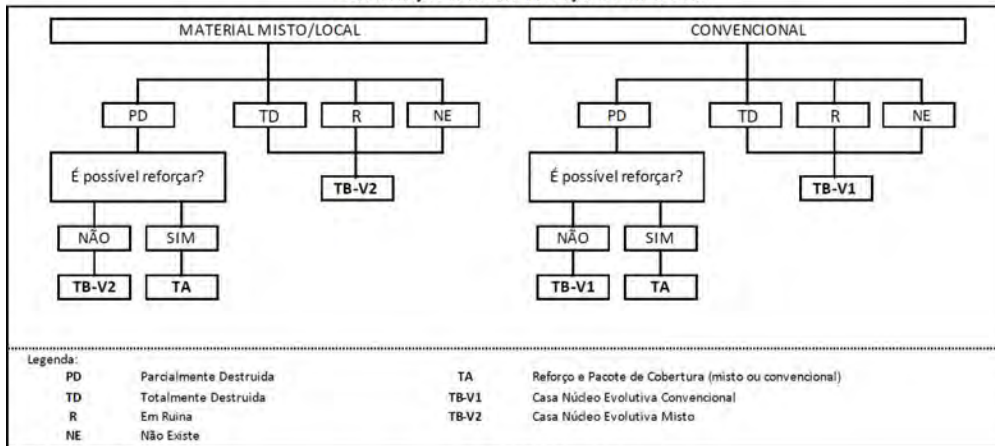 MATERIAL MISTO/LOCAL CONVENCIONAL
PD TD R NE PD TD R NE
É possível reforçar? TB-V2 É possível reforçar? TB-V1
NÃO SIM NÃO SIM
TB-V2 TA TB-V1 TA
Legenda:
PD Parcialmente Destruida TA Reforço e Pacote de Cobertura (misto ou convencional)
TD Totalmente Destruida TB-V1 Casa Núcleo Evolutiva Convencional
R Em Ruina TB-V2 Casa Núcleo Evolutiva Misto
NE Não Existe